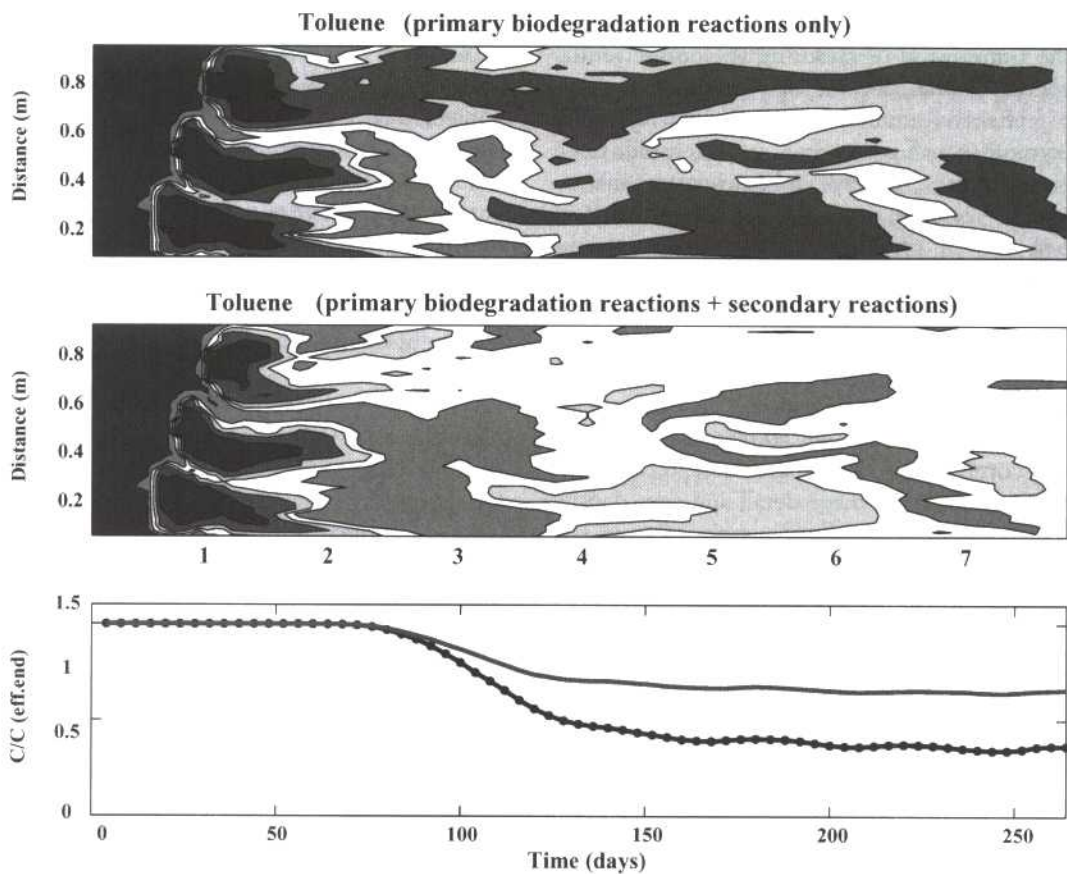 Toluene (primary biodegradation reactions only)
Distance (m)
0.8
0.6
0.4
0.2
Toluene (primary biodegradation reactions + secondary reactions)
Distance (m)
0.8
0.6
0.4
0.2
1 2 3 4 5 6 7
C/C (eff.end)
1.5
1
0.5
0
0 50 100 150 200 250
Time (days)